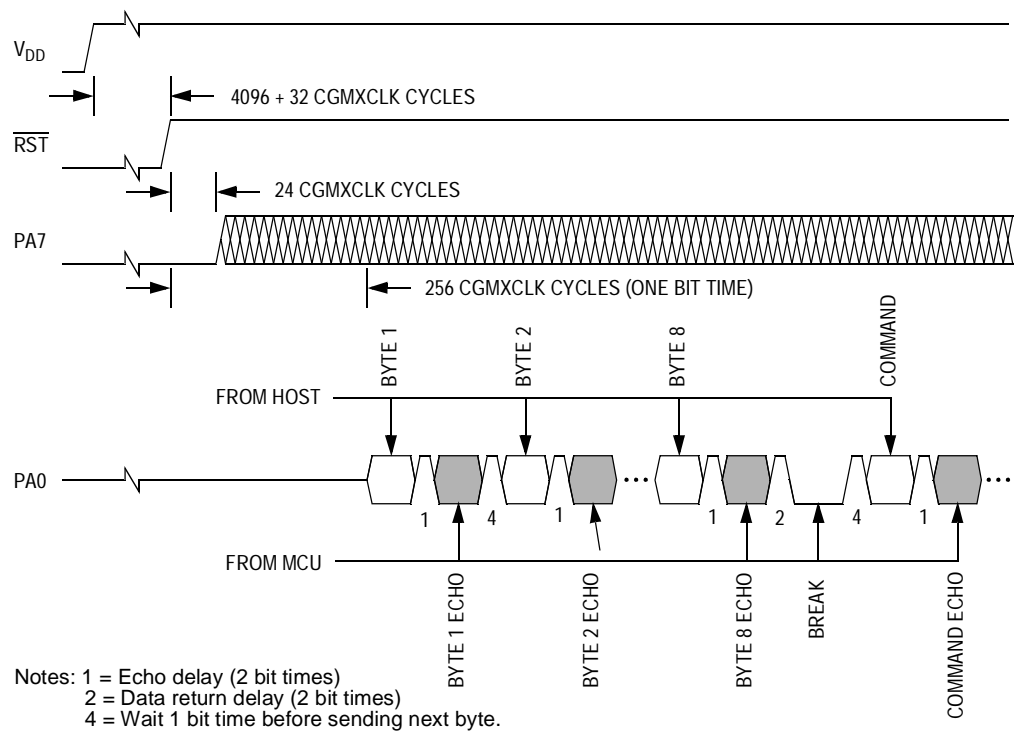 VDD
4096 + 32 CGMXCLK CYCLES
RST
24 CGMXCLK CYCLES
PA7
256 CGMXCLK CYCLES (ONE BIT TIME)
BYTE 1
BYTE 2
BYTE 8
COMMAND
FROM HOST
PA0
1
4
1
1
2
4
1
FROM MCU
BYTE 1 ECHO
BYTE 2 ECHO
BYTE 8 ECHO
BREAK
COMMAND ECHO
Notes: 1 = Echo delay (2 bit times)
2 = Data return delay (2 bit times)
4 = Wait 1 bit time before sending next byte.